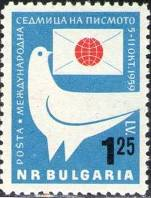 СЕДМИЦА НА ПИСМОТО
МЕЖДУНАРОДНА
POSTA
5-11 ОКТ. 1959
LV.
1 25
NR BULGARIA